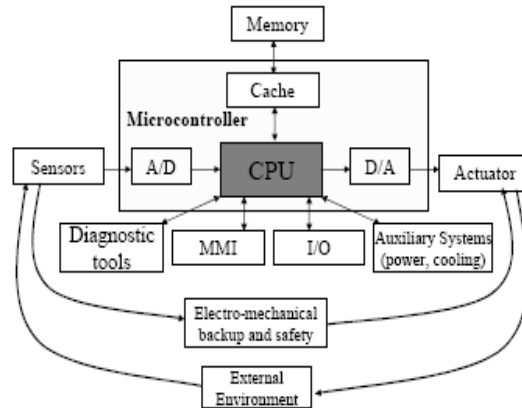 Memory
Cache
Microcontroller
Sensors
A/D
CPU
D/A
Actuator
Diagnostic
tools
MMI
I/O
Auxiliary Systems
(power, cooling)
Electro-mechanical
backup and safety
External
Environment